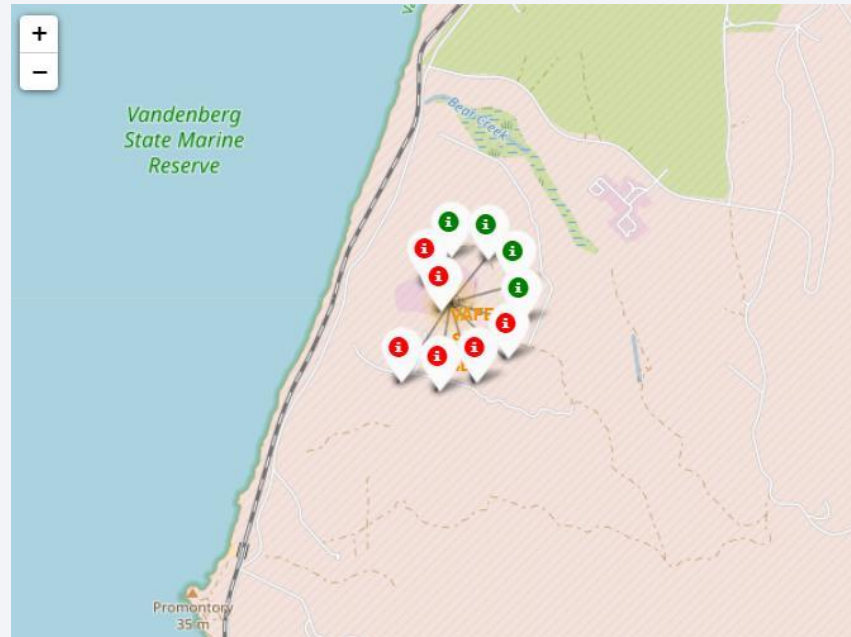 +
−
Vandenberg
State Marine
Reserve
Bear Creek
i
i
i
i
i
i
i
i
i
i
Promontory
35 m